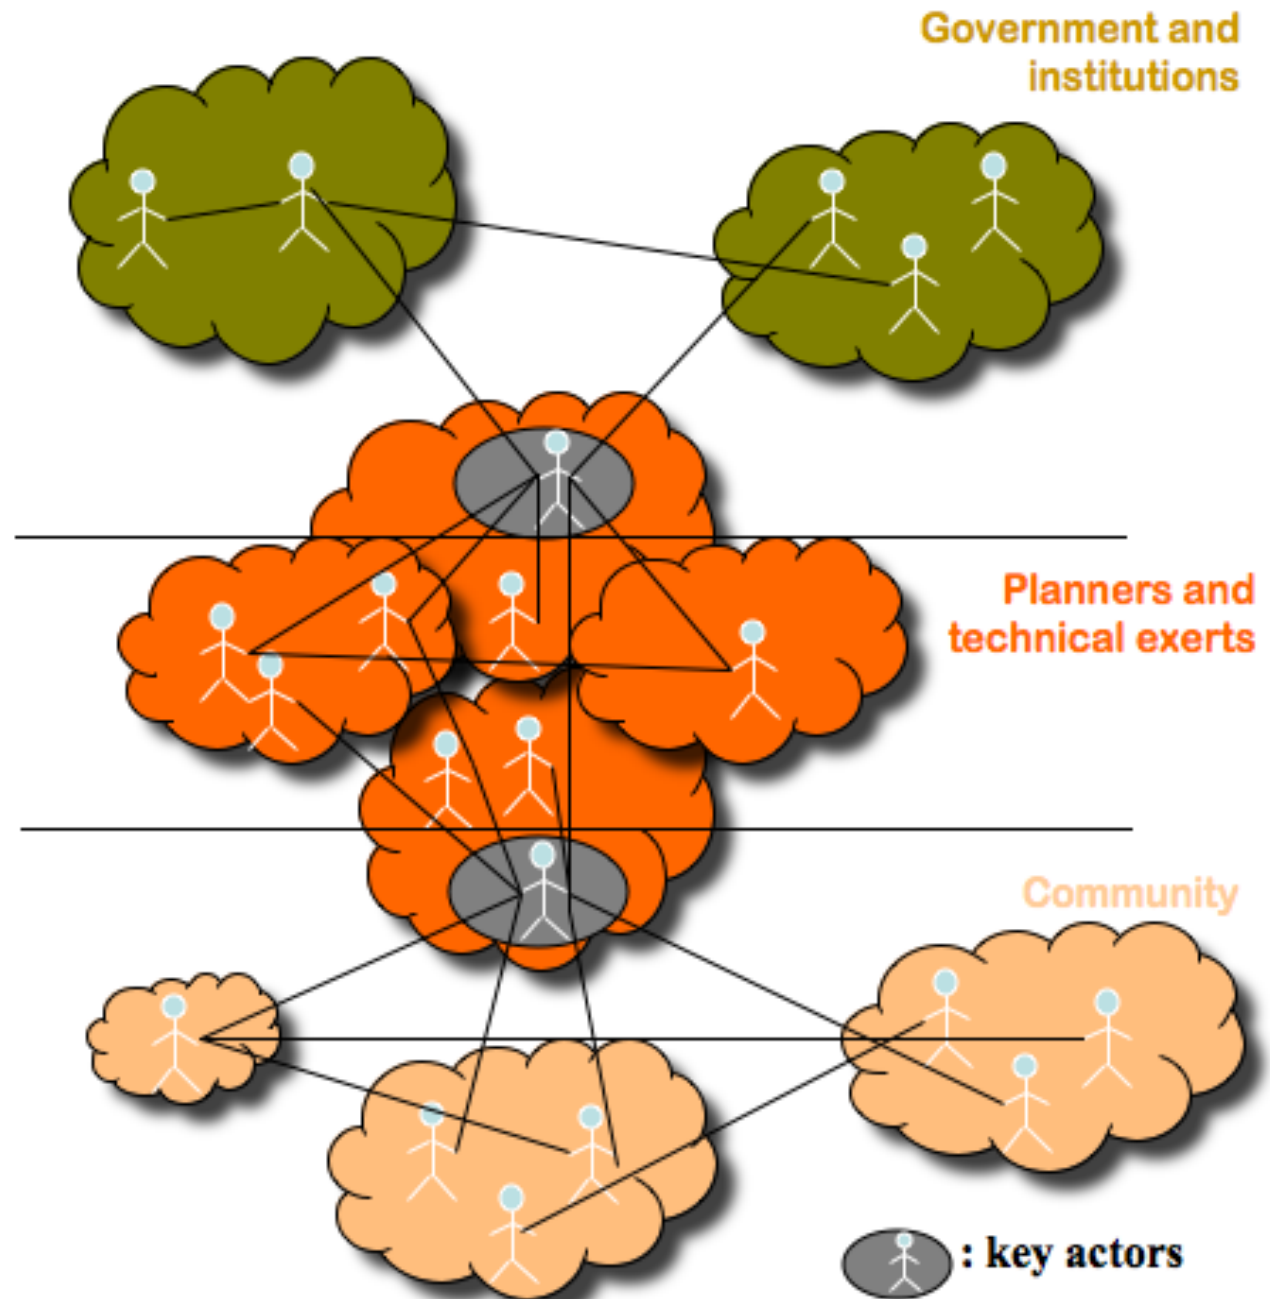 Government and
institutions
Planners and
technical exerts
Community
: key actors